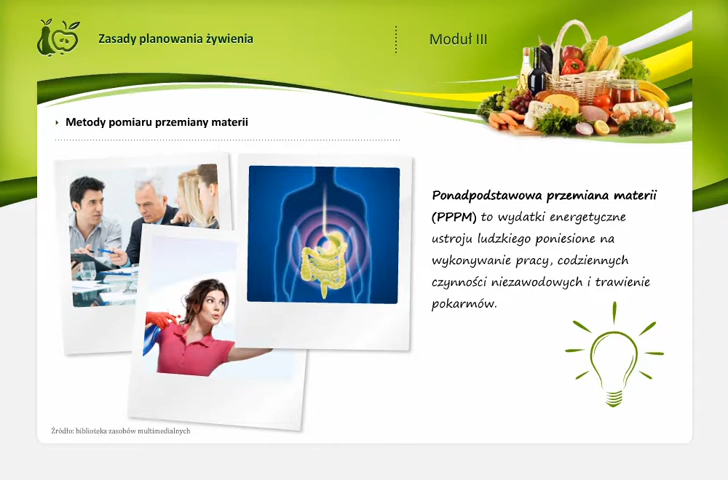 Zasady planowania żywienia
Moduł III
Metody pomiaru przemiany materii
Ponadpodstawowa przemiana materii
(PPPM) to wydatki energetyczne
ustroju ludzkiego poniesione na
wykonywanie pracy, codziennych
czynności niezawodowych i trawienie
pokarmów.
Źródło: biblioteka zasobów multimedialnych